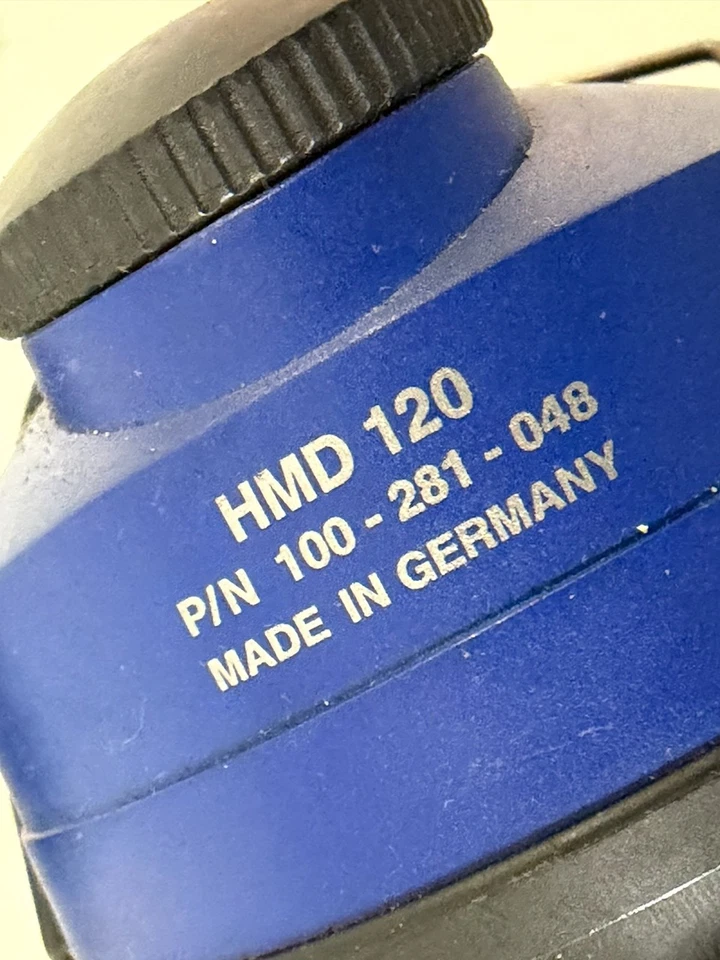 HMD 120
P/N 100 - 281 - 048
MADE IN GERMANY